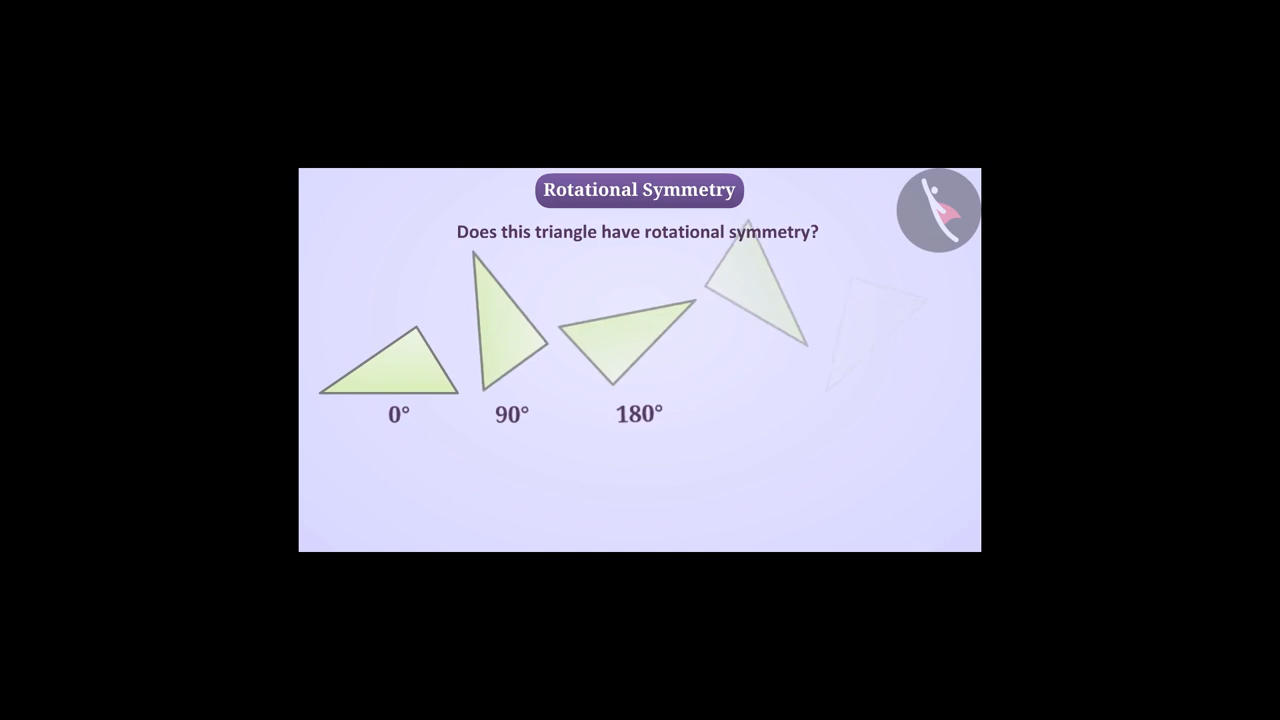 Rotational Symmetry
Does this triangle have rotational symmetry?
0°
90°
180°